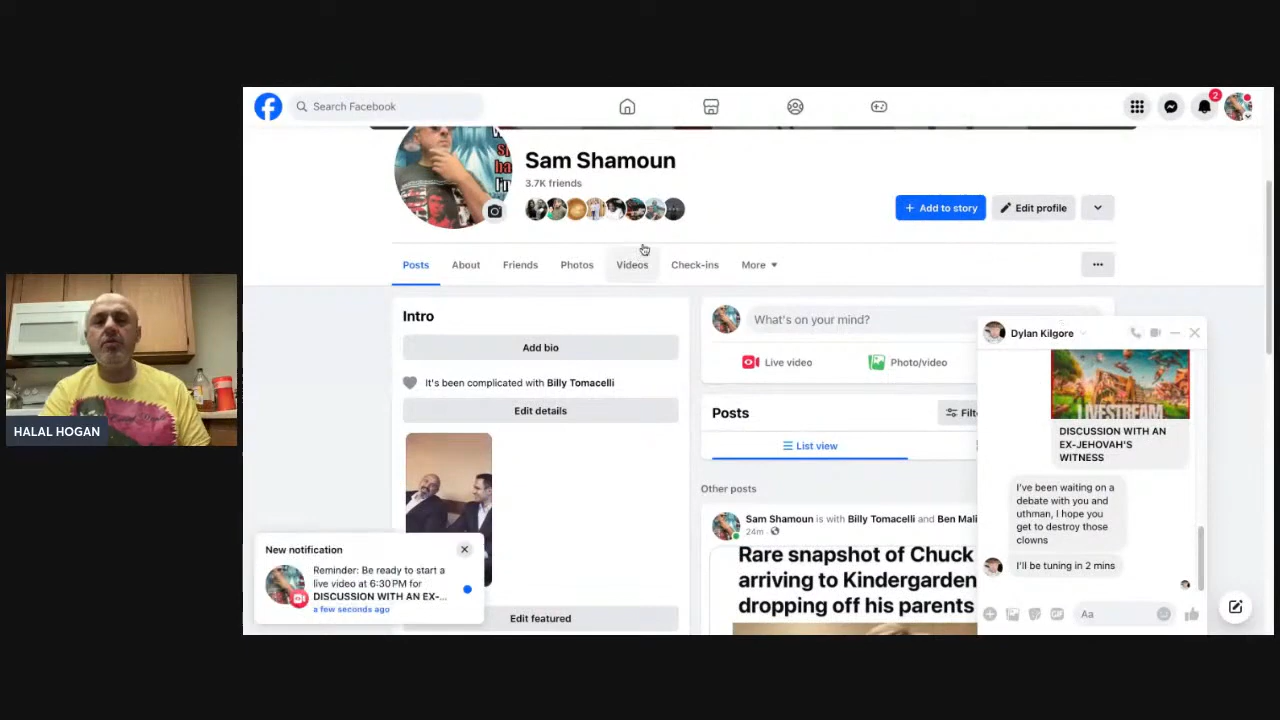 Search Facebook
2
Sam Shamoun
3.7K friends
+ Add to story
Edit profile
Posts
About
Friends
Photos
Videos
Check-ins
More
Intro
Add bio
It's been complicated with Billy Tomacelli
Edit details
Edit featured
What's on your mind?
Live video
Photo/video
Posts
List view
Other posts
Sam Shamoun is with Billy Tomacelli and Ben Mali
24m
Rare snapshot of Chuck
arriving to Kindergarden
dropping off his parents
Dylan Kilgore
LIVESTREAM
DISCUSSION WITH AN
EX-JEHOVAH'S
WITNESS
I've been waiting on a
debate with you and
uthman, I hope you
get to destroy those
clowns
I'll be tuning in 2 mins
GIF
Aa
New notification
Reminder: Be ready to start a
live video at 6:30 PM for
DISCUSSION WITH AN EX-...
a few seconds ago
HALAL HOGAN